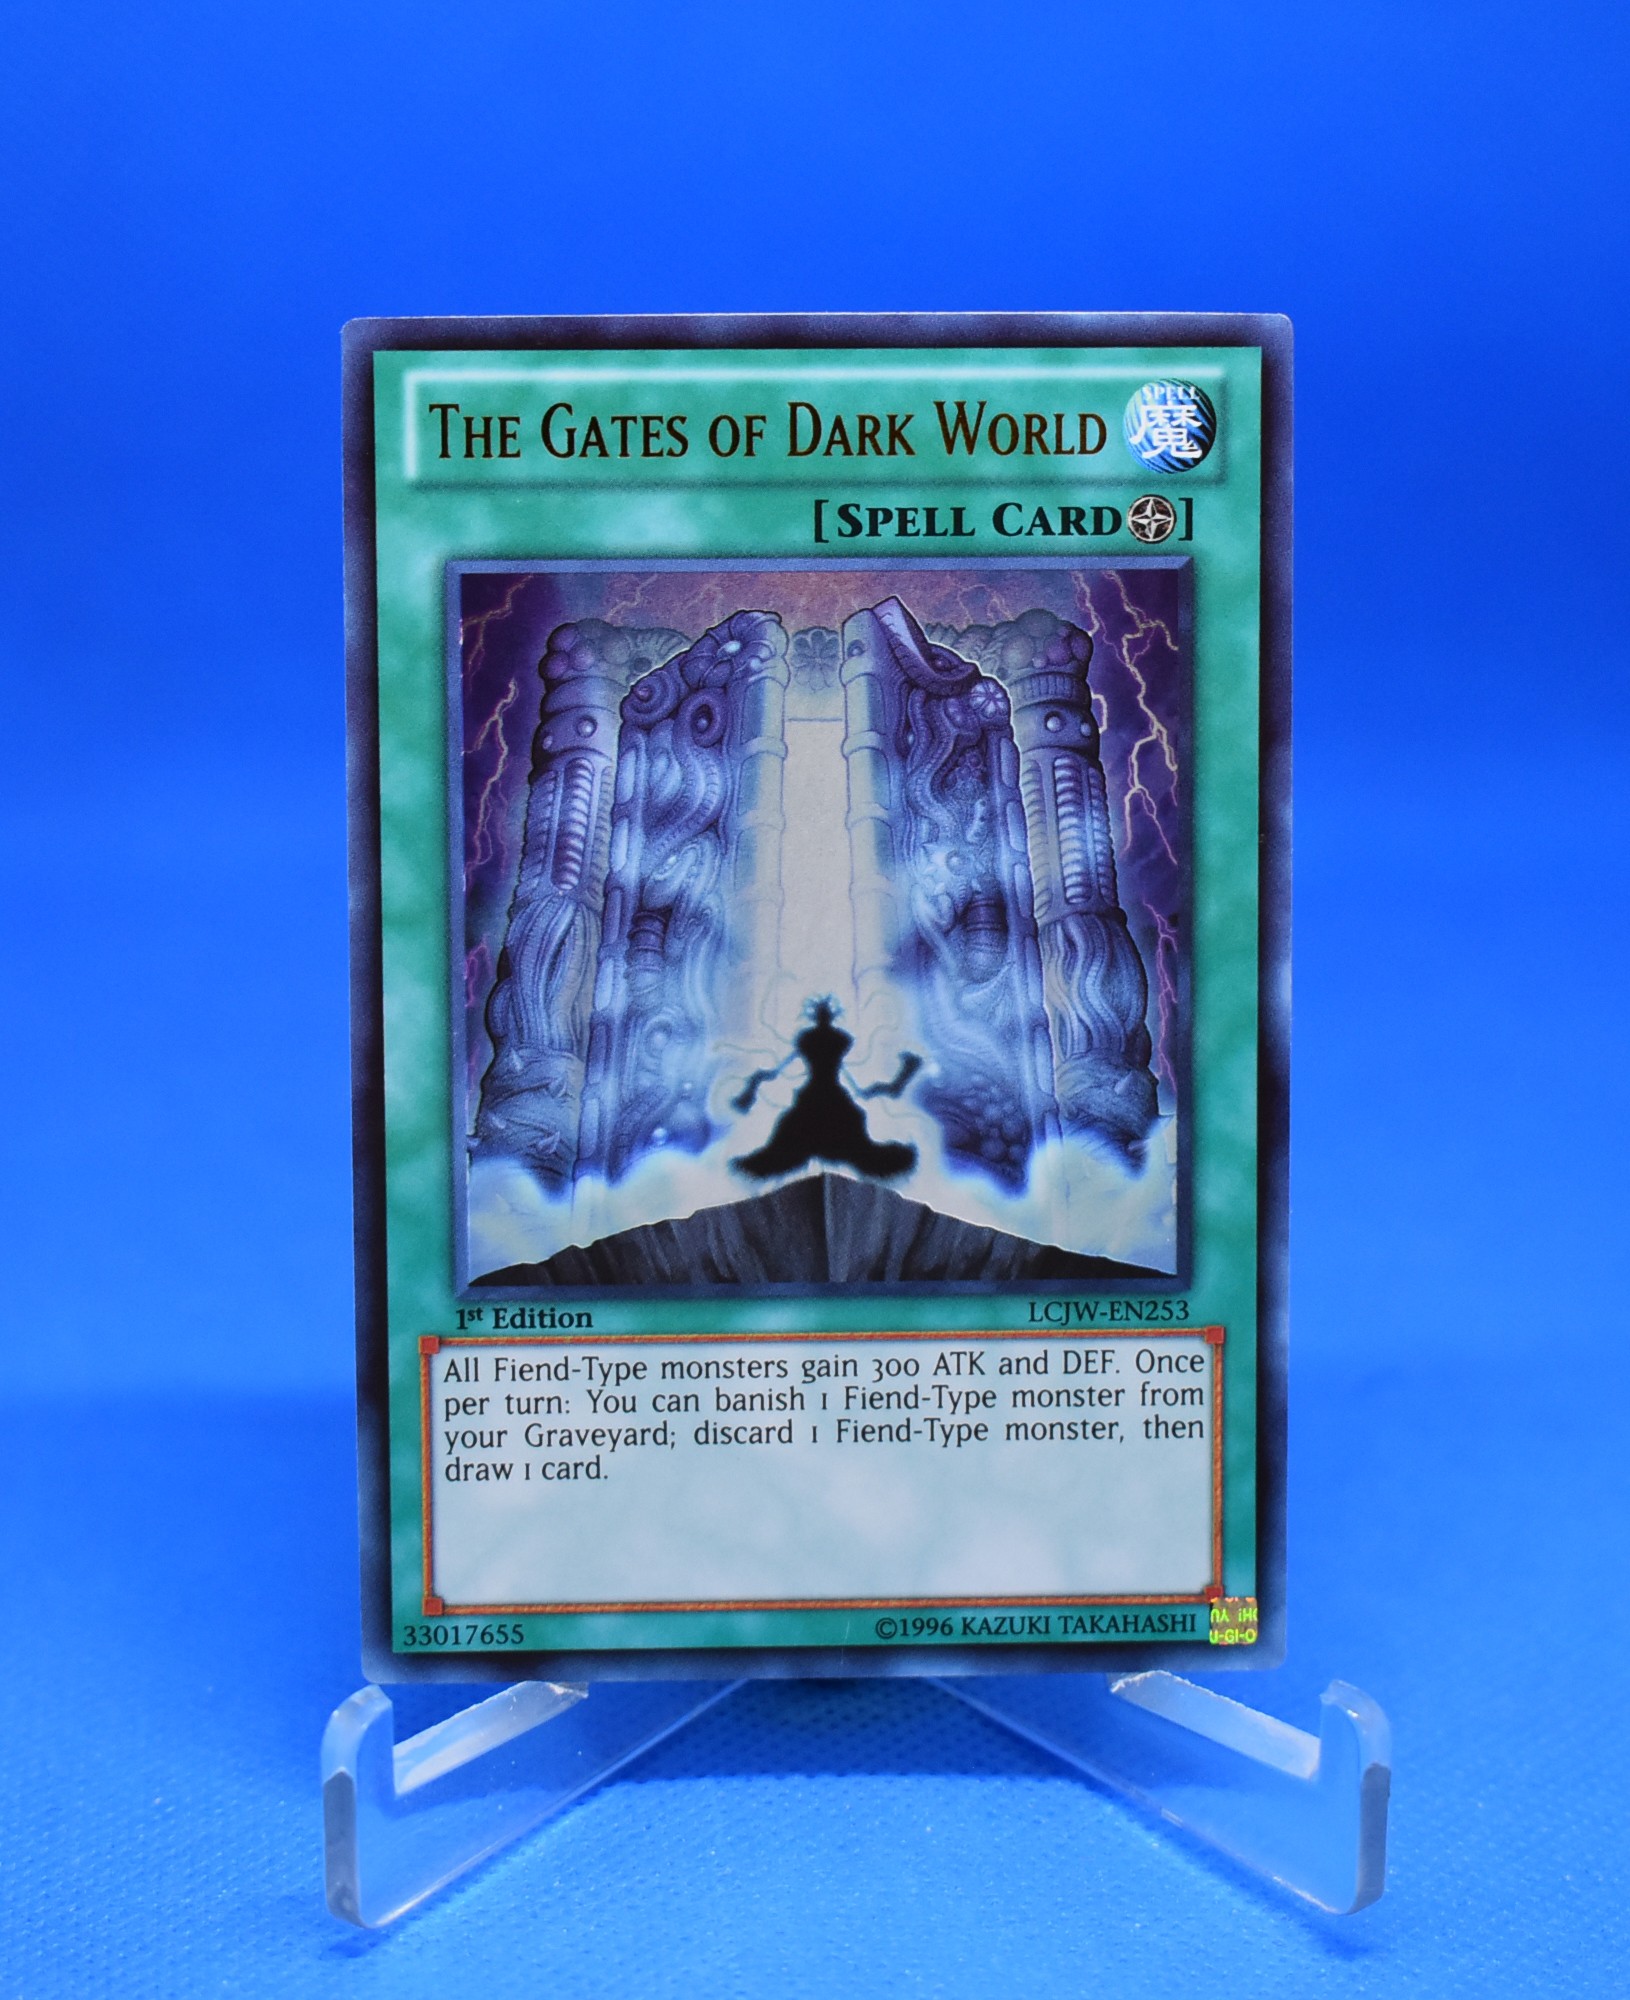 THE GATES OF DARK WORLD
SPELL
魔
[SPELL CARD]
1st Edition
LCJW-EN253
All Fiend-Type monsters gain 300 ATK and DEF. Once
per turn: You can banish 1 Fiend-Type monster from
your Graveyard; discard 1 Fiend-Type monster, then
draw 1 card.
33017655
©1996 KAZUKI TAKAHASHI